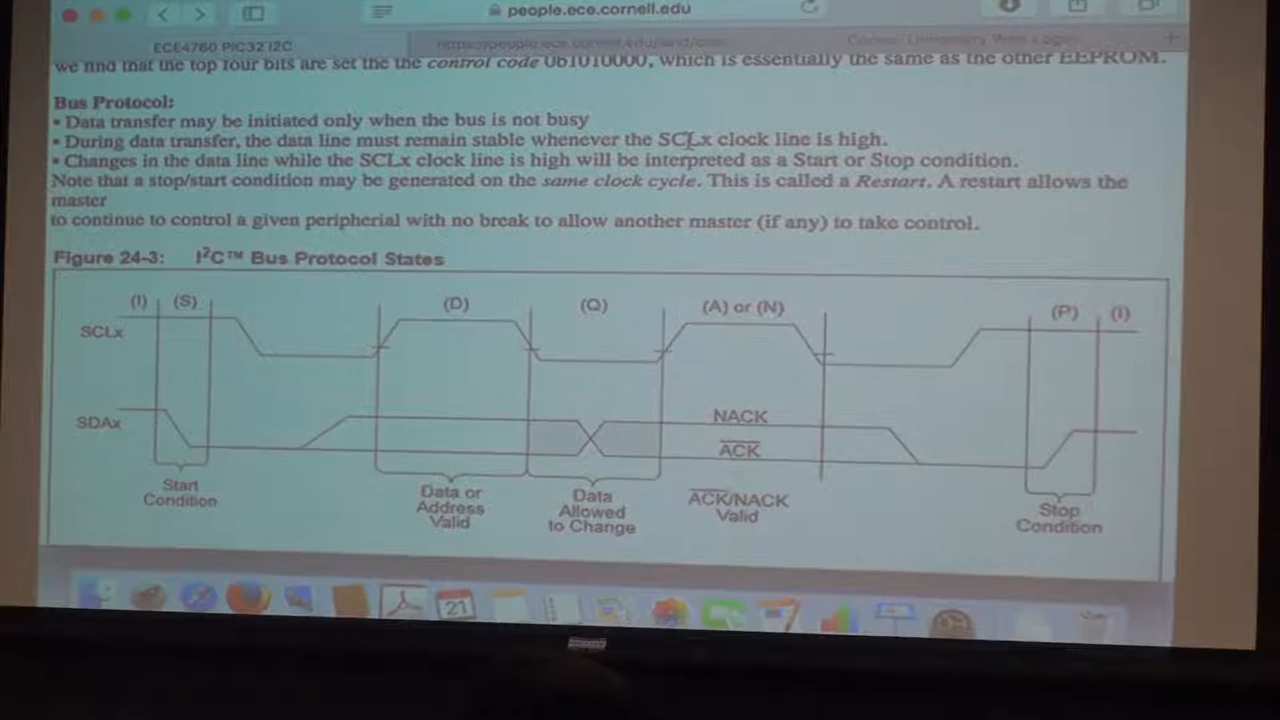 people.ece.cornell.edu
ECE4760 PIC32 I2C
we find that the top four bits are set the the control code 0b1010000, which is essentially the same as the other EEPROM.
Bus Protocol:
• Data transfer may be initiated only when the bus is not busy
• During data transfer, the data line must remain stable whenever the SCLx clock line is high.
• Changes in the data line while the SCLx clock line is high will be interpreted as a Start or Stop condition.
Note that a stop/start condition may be generated on the same clock cycle. This is called a Restart. A restart allows the
master
to continue to control a given peripherial with no break to allow another master (if any) to take control.
Figure 24-3: I²C™ Bus Protocol States
(I) (S) (D) (Q) (A) or (N) (P) (I)
SCLx
SDAx
NACK
ACK
Start
Condition
Data or
Address
Valid
Data
Allowed
to Change
ACK/NACK
Valid
Stop
Condition
21